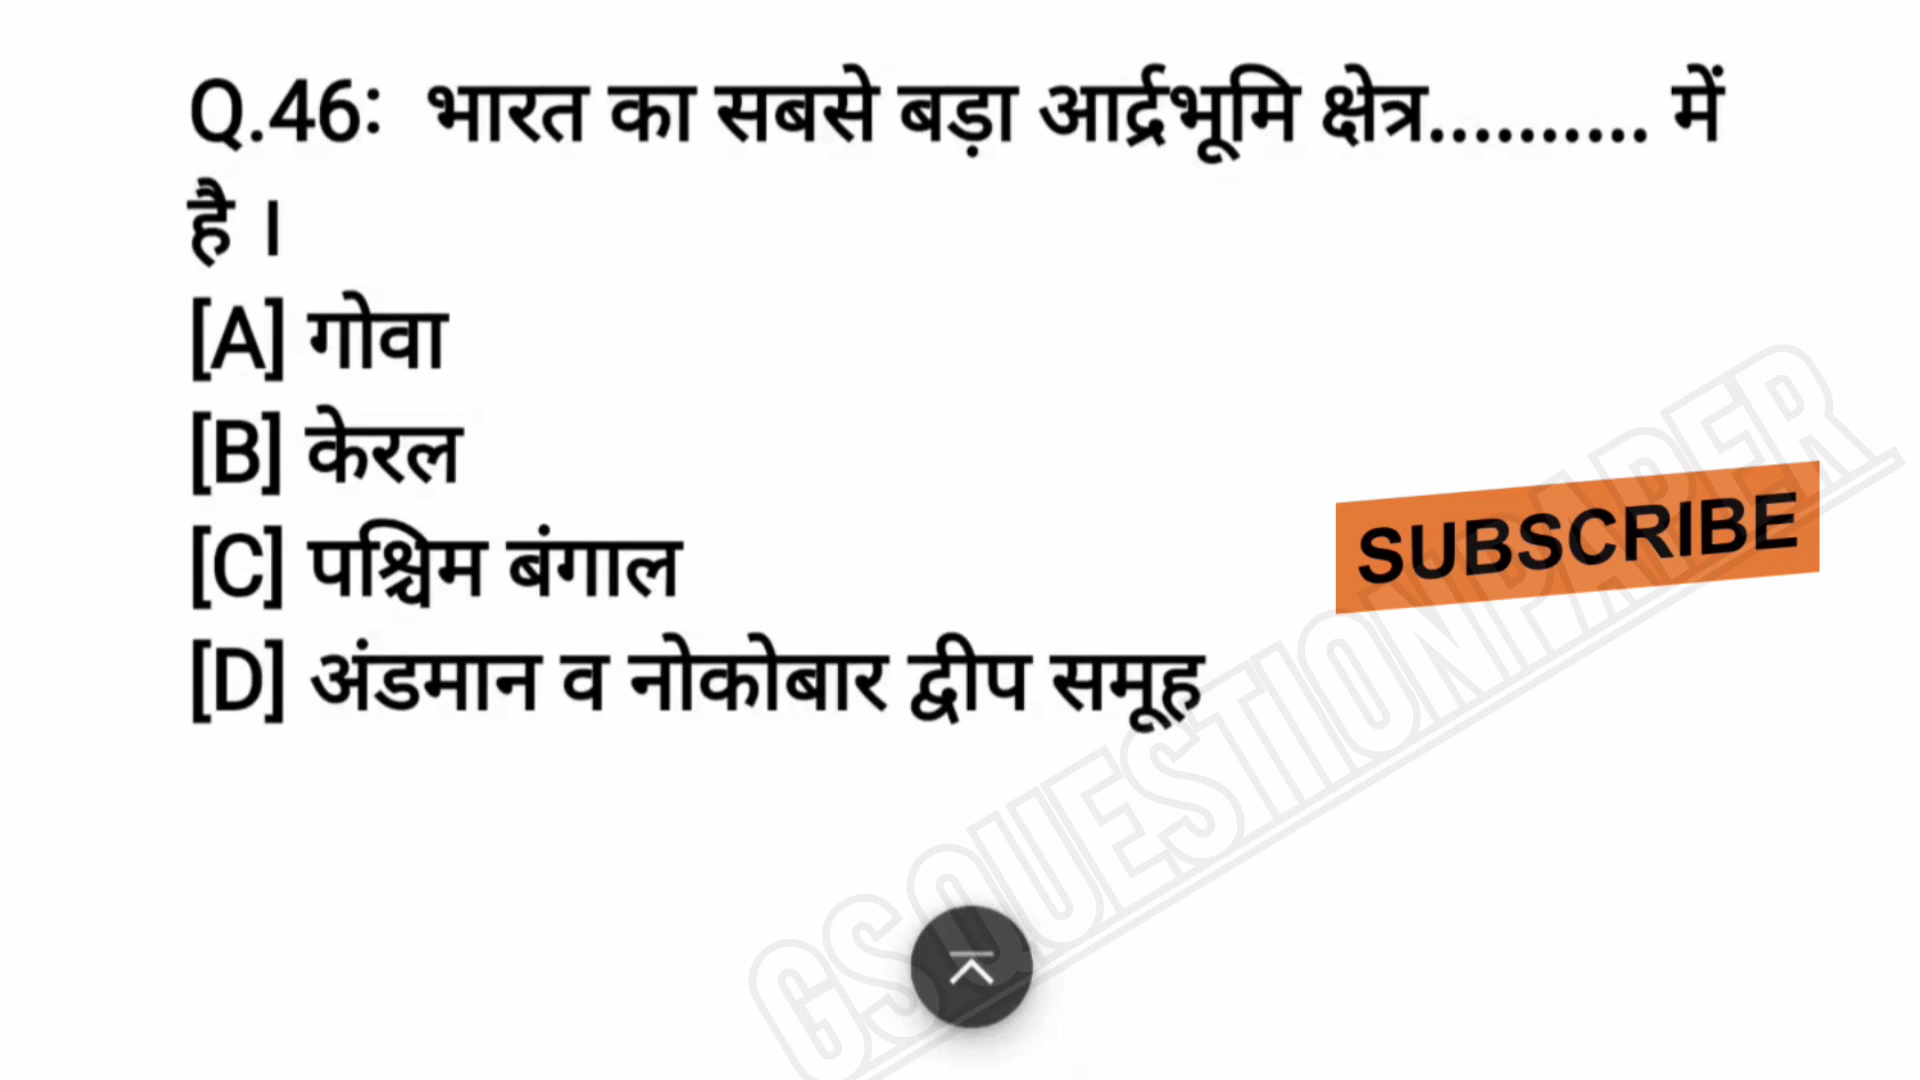 Q.46: भारत का सबसे बड़ा आर्द्रभूमि क्षेत्र.......... में
है ।
[A] गोवा
[B] केरल
[C] पश्चिम बंगाल
[D] अंडमान व नोकोबार द्वीप समूह
SUBSCRIBE
GSQUESTIONPAPER